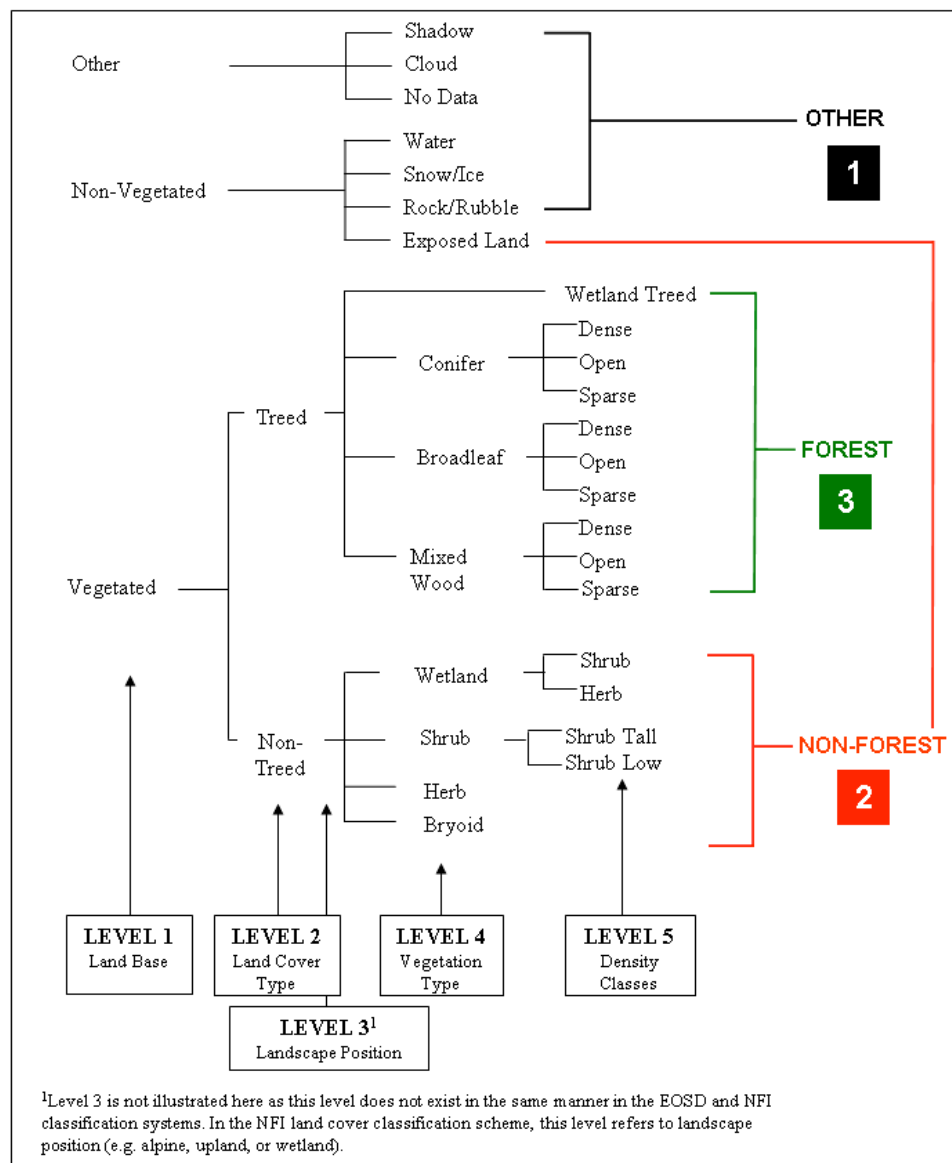 Shadow
Other
Cloud
No Data
OTHER
1
Water
Non-Vegetated
Snow/Ice
Rock/Rubble
Exposed Land
Wetland Treed
Dense
Conifer
Open
Sparse
Treed
Dense
Broadleaf
Open
Sparse
FOREST
3
Dense
Mixed
Wood
Open
Sparse
Vegetated
Wetland
Shrub
Herb
Non-
Treed
Shrub
Shrub Tall
Shrub Low
NON-FOREST
2
Herb
Bryoid
LEVEL 1
Land Base
LEVEL 2
Land Cover
Type
LEVEL 4
Vegetation
Type
LEVEL 5
Density
Classes
LEVEL 3¹
Landscape Position
¹Level 3 is not illustrated here as this level does not exist in the same manner in the EOSD and NFI
classification systems. In the NFI land cover classification scheme, this level refers to landscape
position (e.g. alpine, upland, or wetland).